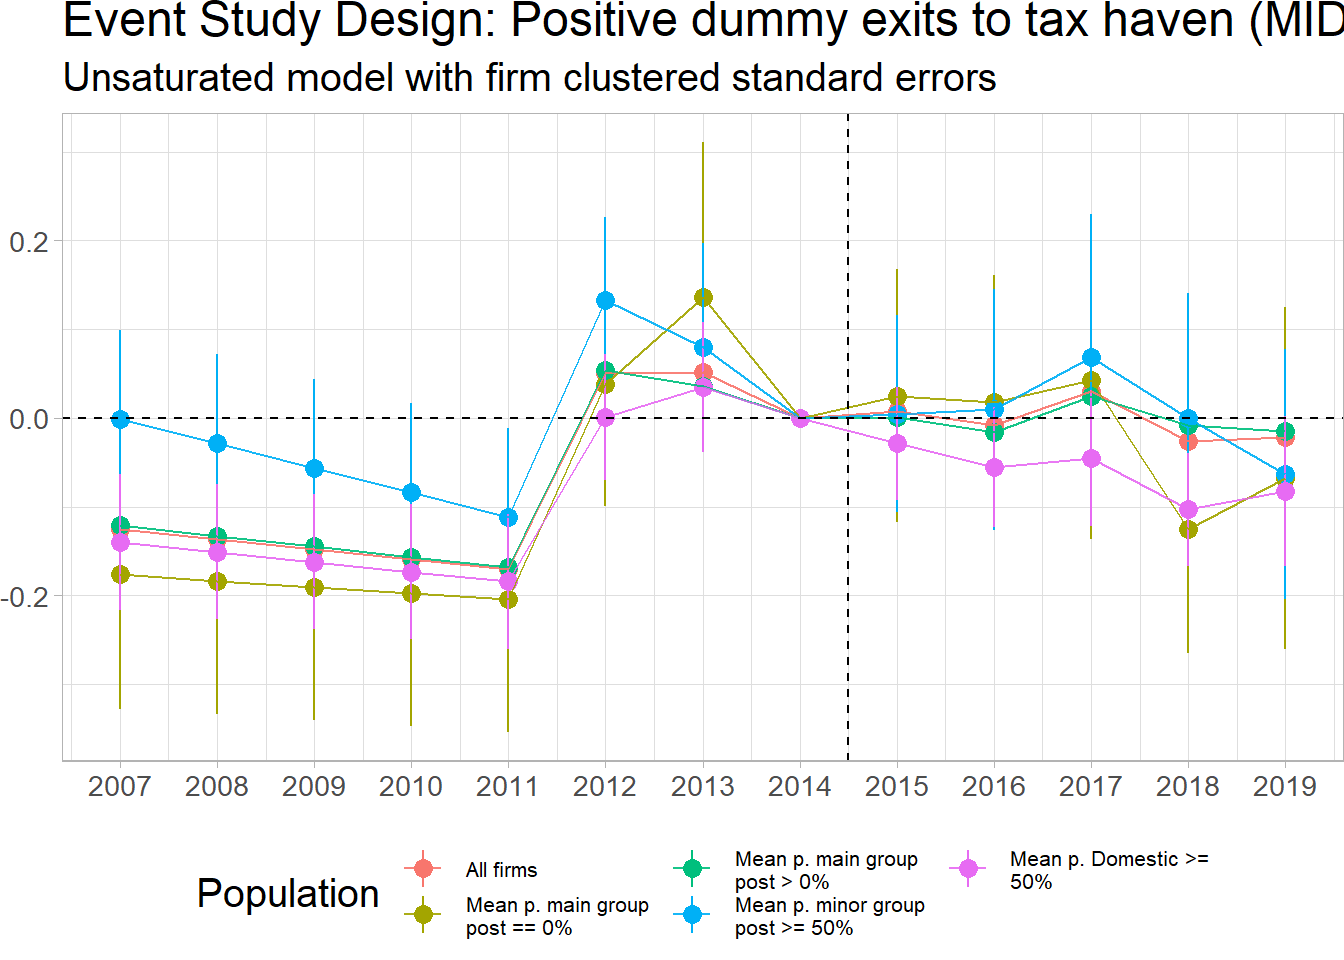 Event Study Design: Positive dummy exits to tax haven (MID
Unsaturated model with firm clustered standard errors
0.2
0.0
-0.2
2007 2008 2009 2010 2011 2012 2013 2014 2015 2016 2017 2018 2019
Population
All firms
Mean p. main group
post == 0%
Mean p. main group
post > 0%
Mean p. minor group
post >= 50%
Mean p. Domestic >=
50%